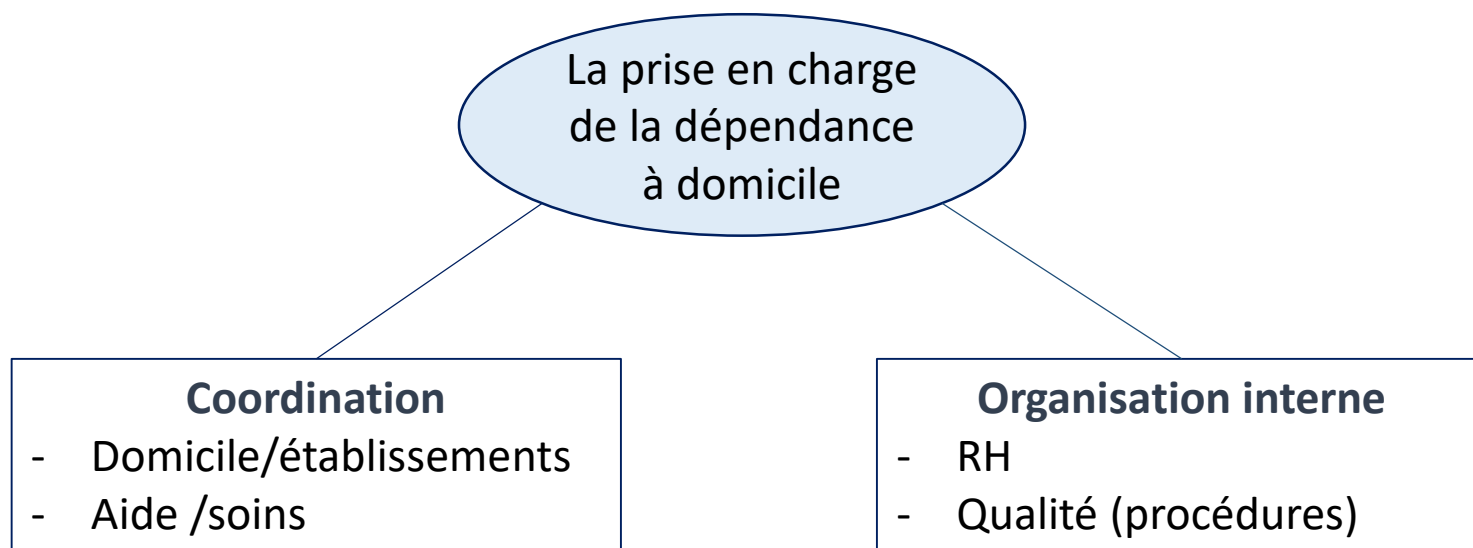 La prise en charge
de la dépendance
à domicile
Coordination
- Domicile/établissements
- Aide /soins
Organisation interne
- RH
- Qualité (procédures)